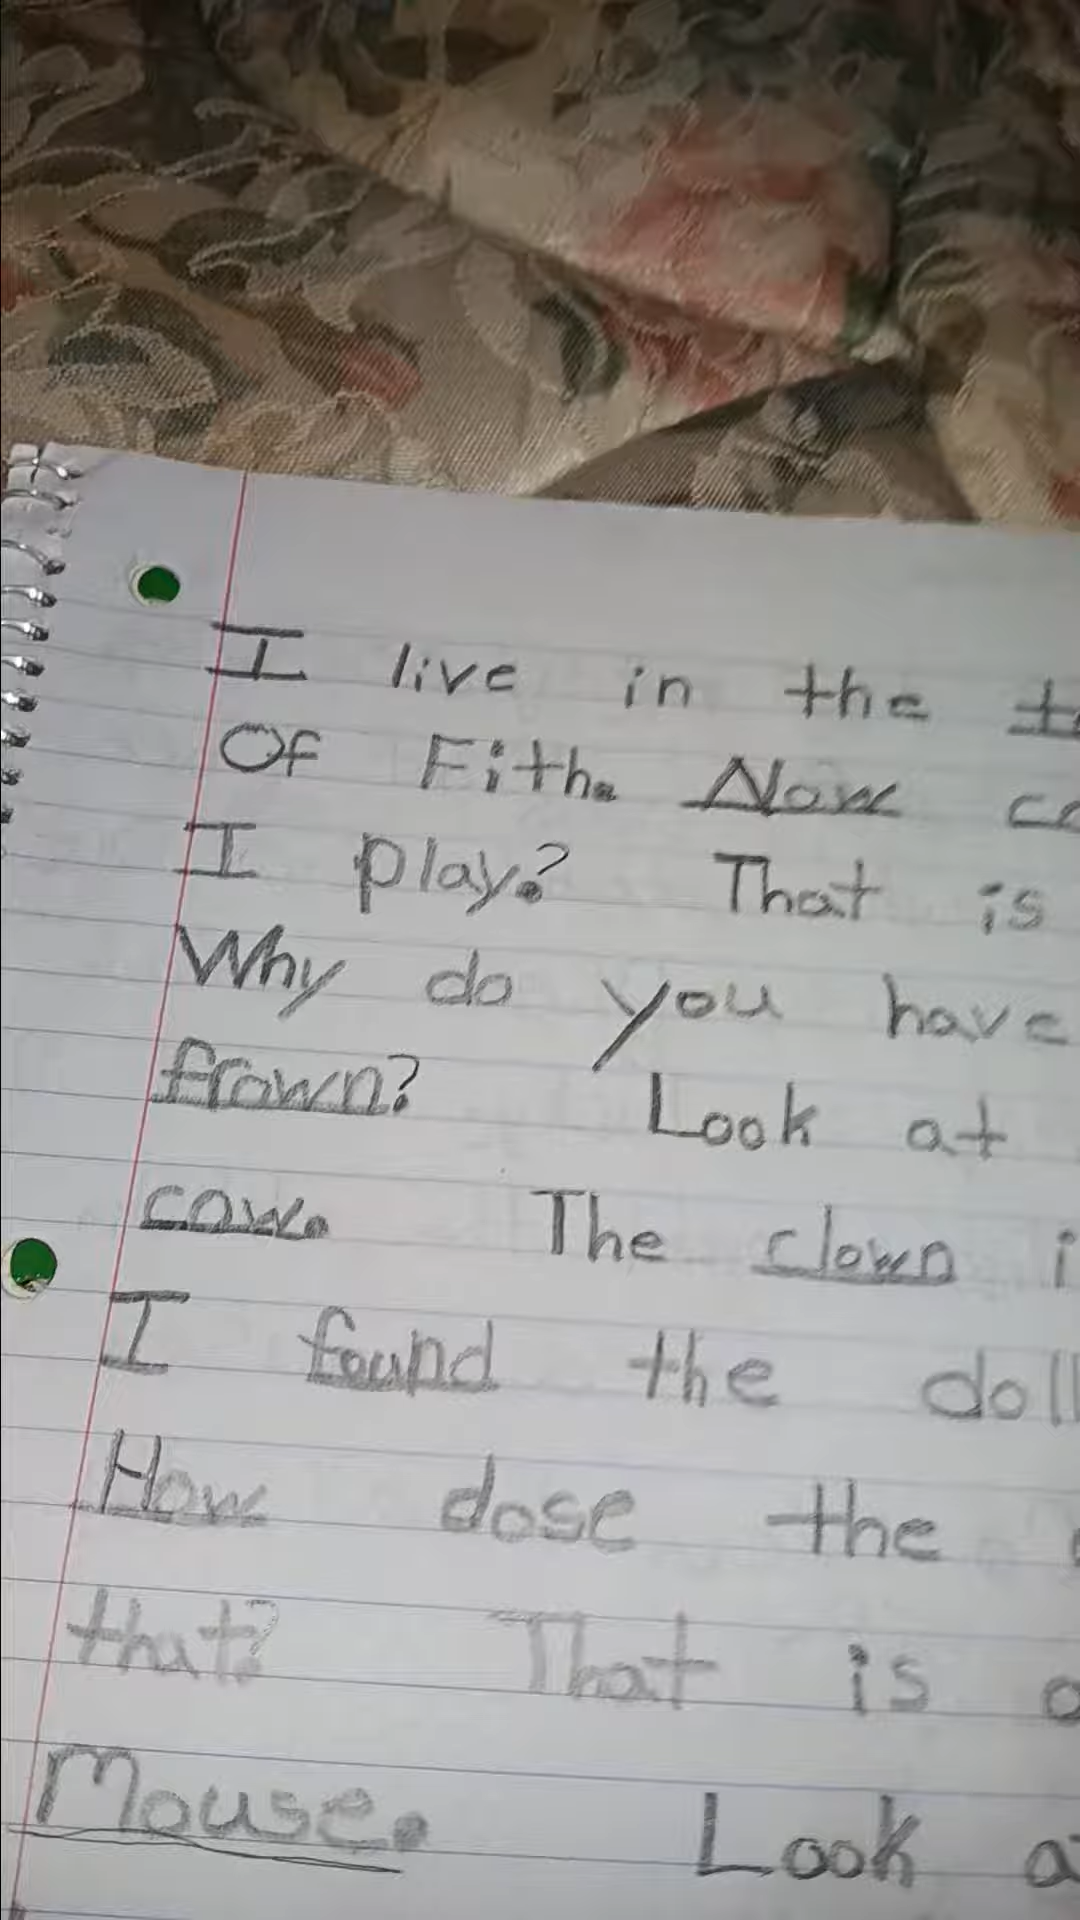 I live in the
Of Fith. Now
I play? That is
Why do you have
frown? Look at
cow. The clown
I found the doll
How dose the
that? That is
Mouse. Look